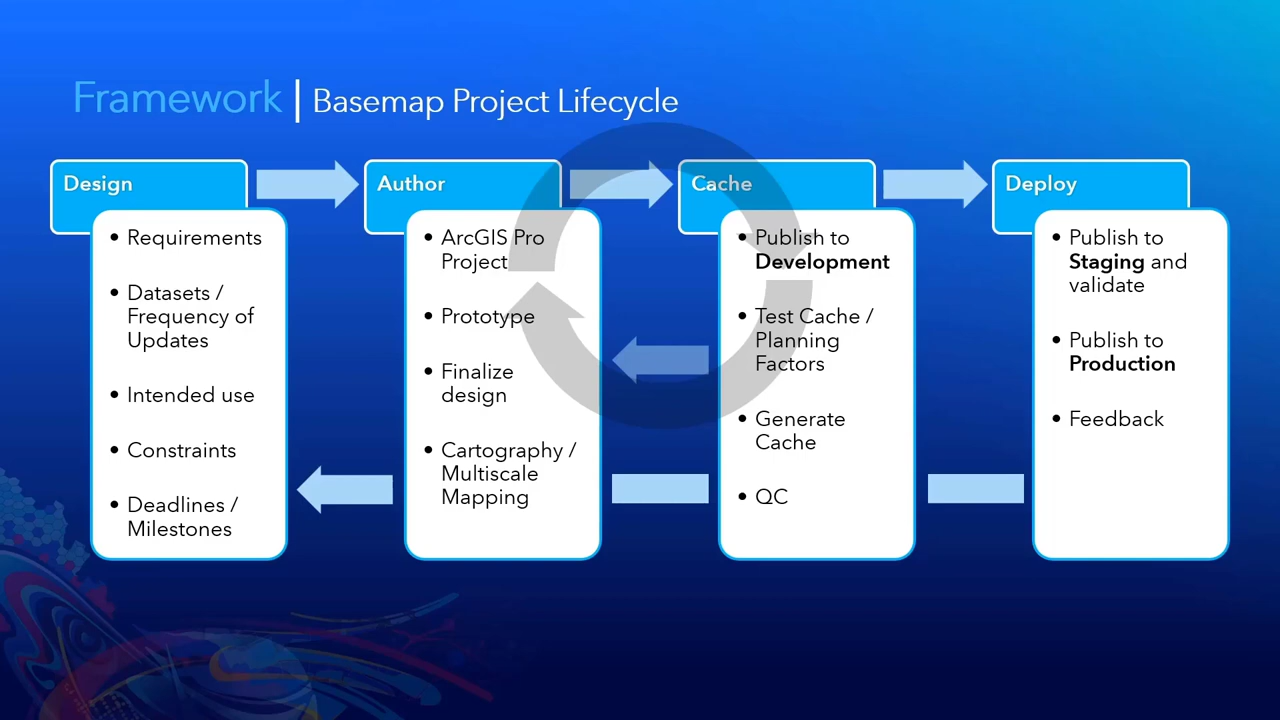 Framework | Basemap Project Lifecycle
Design
• Requirements
• Datasets /
Frequency of
Updates
• Intended use
• Constraints
• Deadlines /
Milestones
Author
• ArcGIS Pro
Project
• Prototype
• Finalize
design
• Cartography /
Multiscale
Mapping
Cache
• Publish to
Development
• Test Cache /
Planning
Factors
• Generate
Cache
• QC
Deploy
• Publish to
Staging and
validate
• Publish to
Production
• Feedback